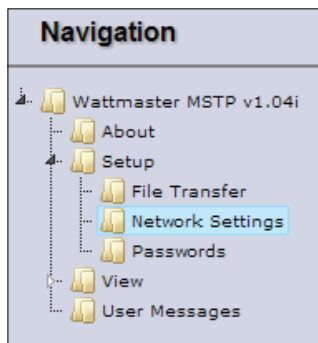 Navigation
Wattmaster MSTP v1.04i
About
Setup
File Transfer
Network Settings
Passwords
View
User Messages